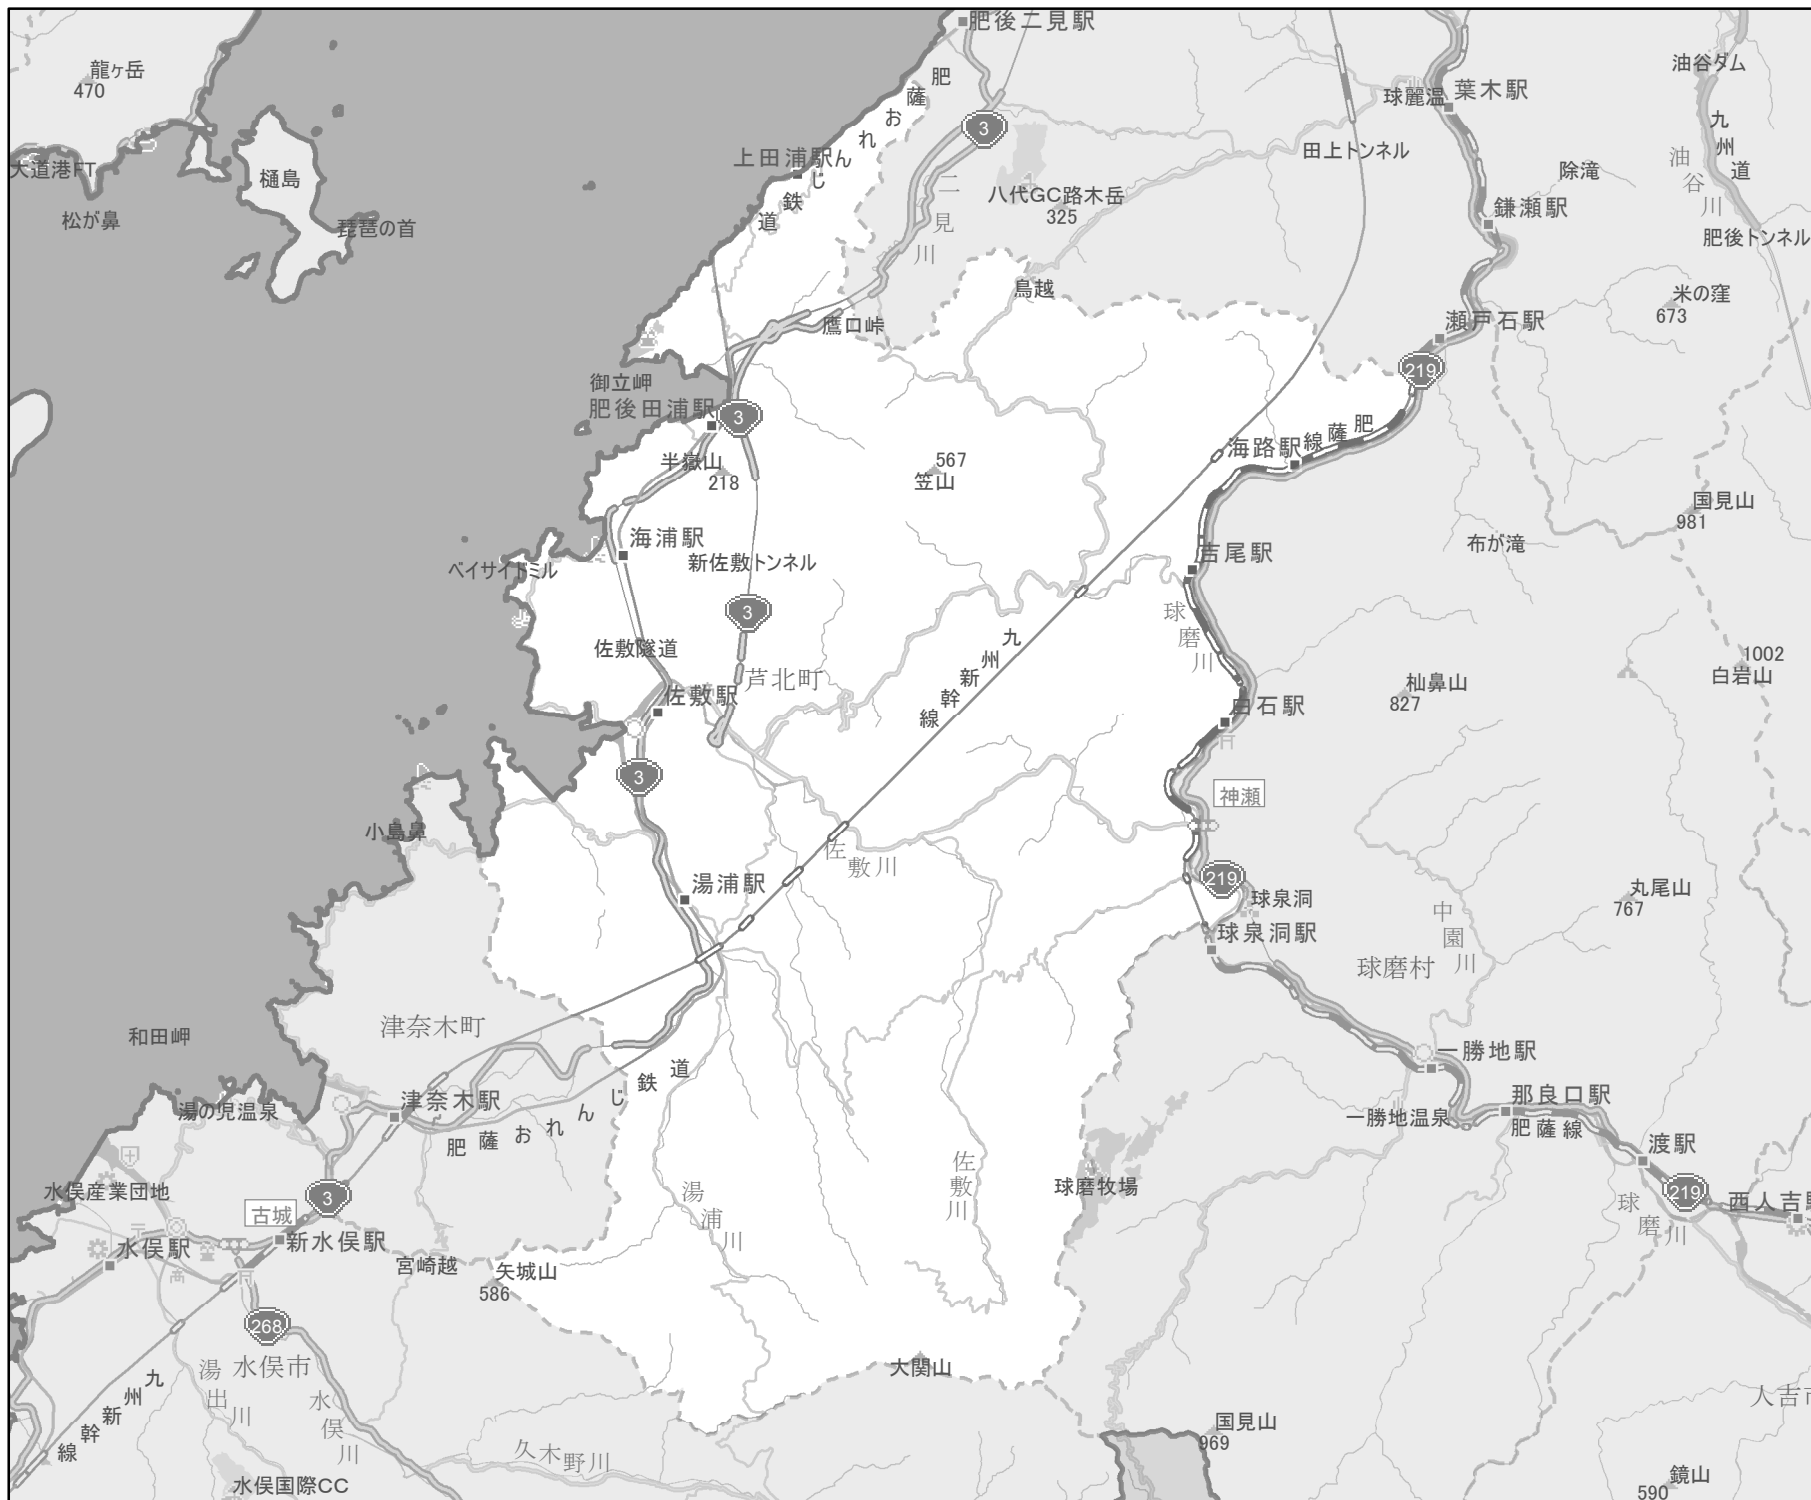 肥後二見駅
龍ヶ岳
470
油谷ダム
球麗温
葉木駅
肥薩おれんじ鉄道
3
九州道
油谷川
大道港FT
樋島
上田浦駅
田上トンネル
除滝
二見川
八代GC
路木岳
325
松が鼻
琵琶の首
鎌瀬駅
肥後トンネル
鳥越
米の窪
673
鷹口峠
瀬戸石駅
219
御立岬
肥後田浦駅
3
海路駅
肥薩線
半嶽山
218
567
笠山
国見山
981
海浦駅
布が滝
ベイサイドミル
新佐敷トンネル
吉尾駅
3
球磨川
九州新幹線
佐敷隧道
芦北町
1002
白岩山
佐敷駅
杣鼻山
827
白石駅
3
神瀬
小島鼻
佐敷川
湯浦駅
219
球泉洞
丸尾山
767
中園川
球泉洞駅
球磨村
和田岬
津奈木町
一勝地駅
肥薩おれんじ鉄道
津奈木駅
湯の児温泉
那良口駅
一勝地温泉
肥薩線
渡駅
佐敷川
球磨牧場
水俣産業団地
湯浦川
219
西人吉駅
球磨川
3
古城
水俣駅
新水俣駅
宮崎越
矢城山
586
268
水俣市
大関山
九州新幹線
湯出川
水俣川
人吉市
国見山
969
久木野川
水俣国際CC
鏡山
590